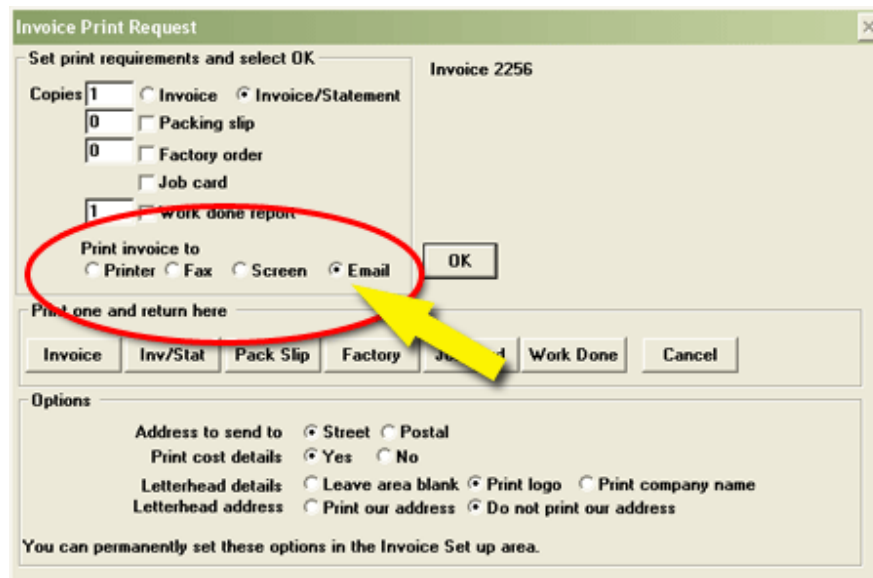 Invoice Print Request
Set print requirements and select OK
Invoice 2256
Copies 1 Invoice Invoice/Statement
0 Packing slip
0 Factory order
Job card
1 Work done report
Print invoice to
Printer Fax Screen Email
OK
Print one and return here
Invoice Inv/Stat Pack Slip Factory Work Done Cancel
Options
Address to send to Street Postal
Print cost details Yes No
Letterhead details Leave area blank Print logo Print company name
Letterhead address Print our address Do not print our address
You can permanently set these options in the Invoice Set up area.